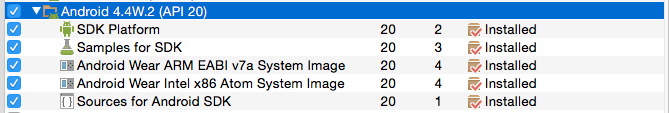 Android 4.4W.2 (API 20)
SDK Platform 20 2 Installed
Samples for SDK 20 3 Installed
Android Wear ARM EABI v7a System Image 20 4 Installed
Android Wear Intel x86 Atom System Image 20 4 Installed
Sources for Android SDK 20 1 Installed